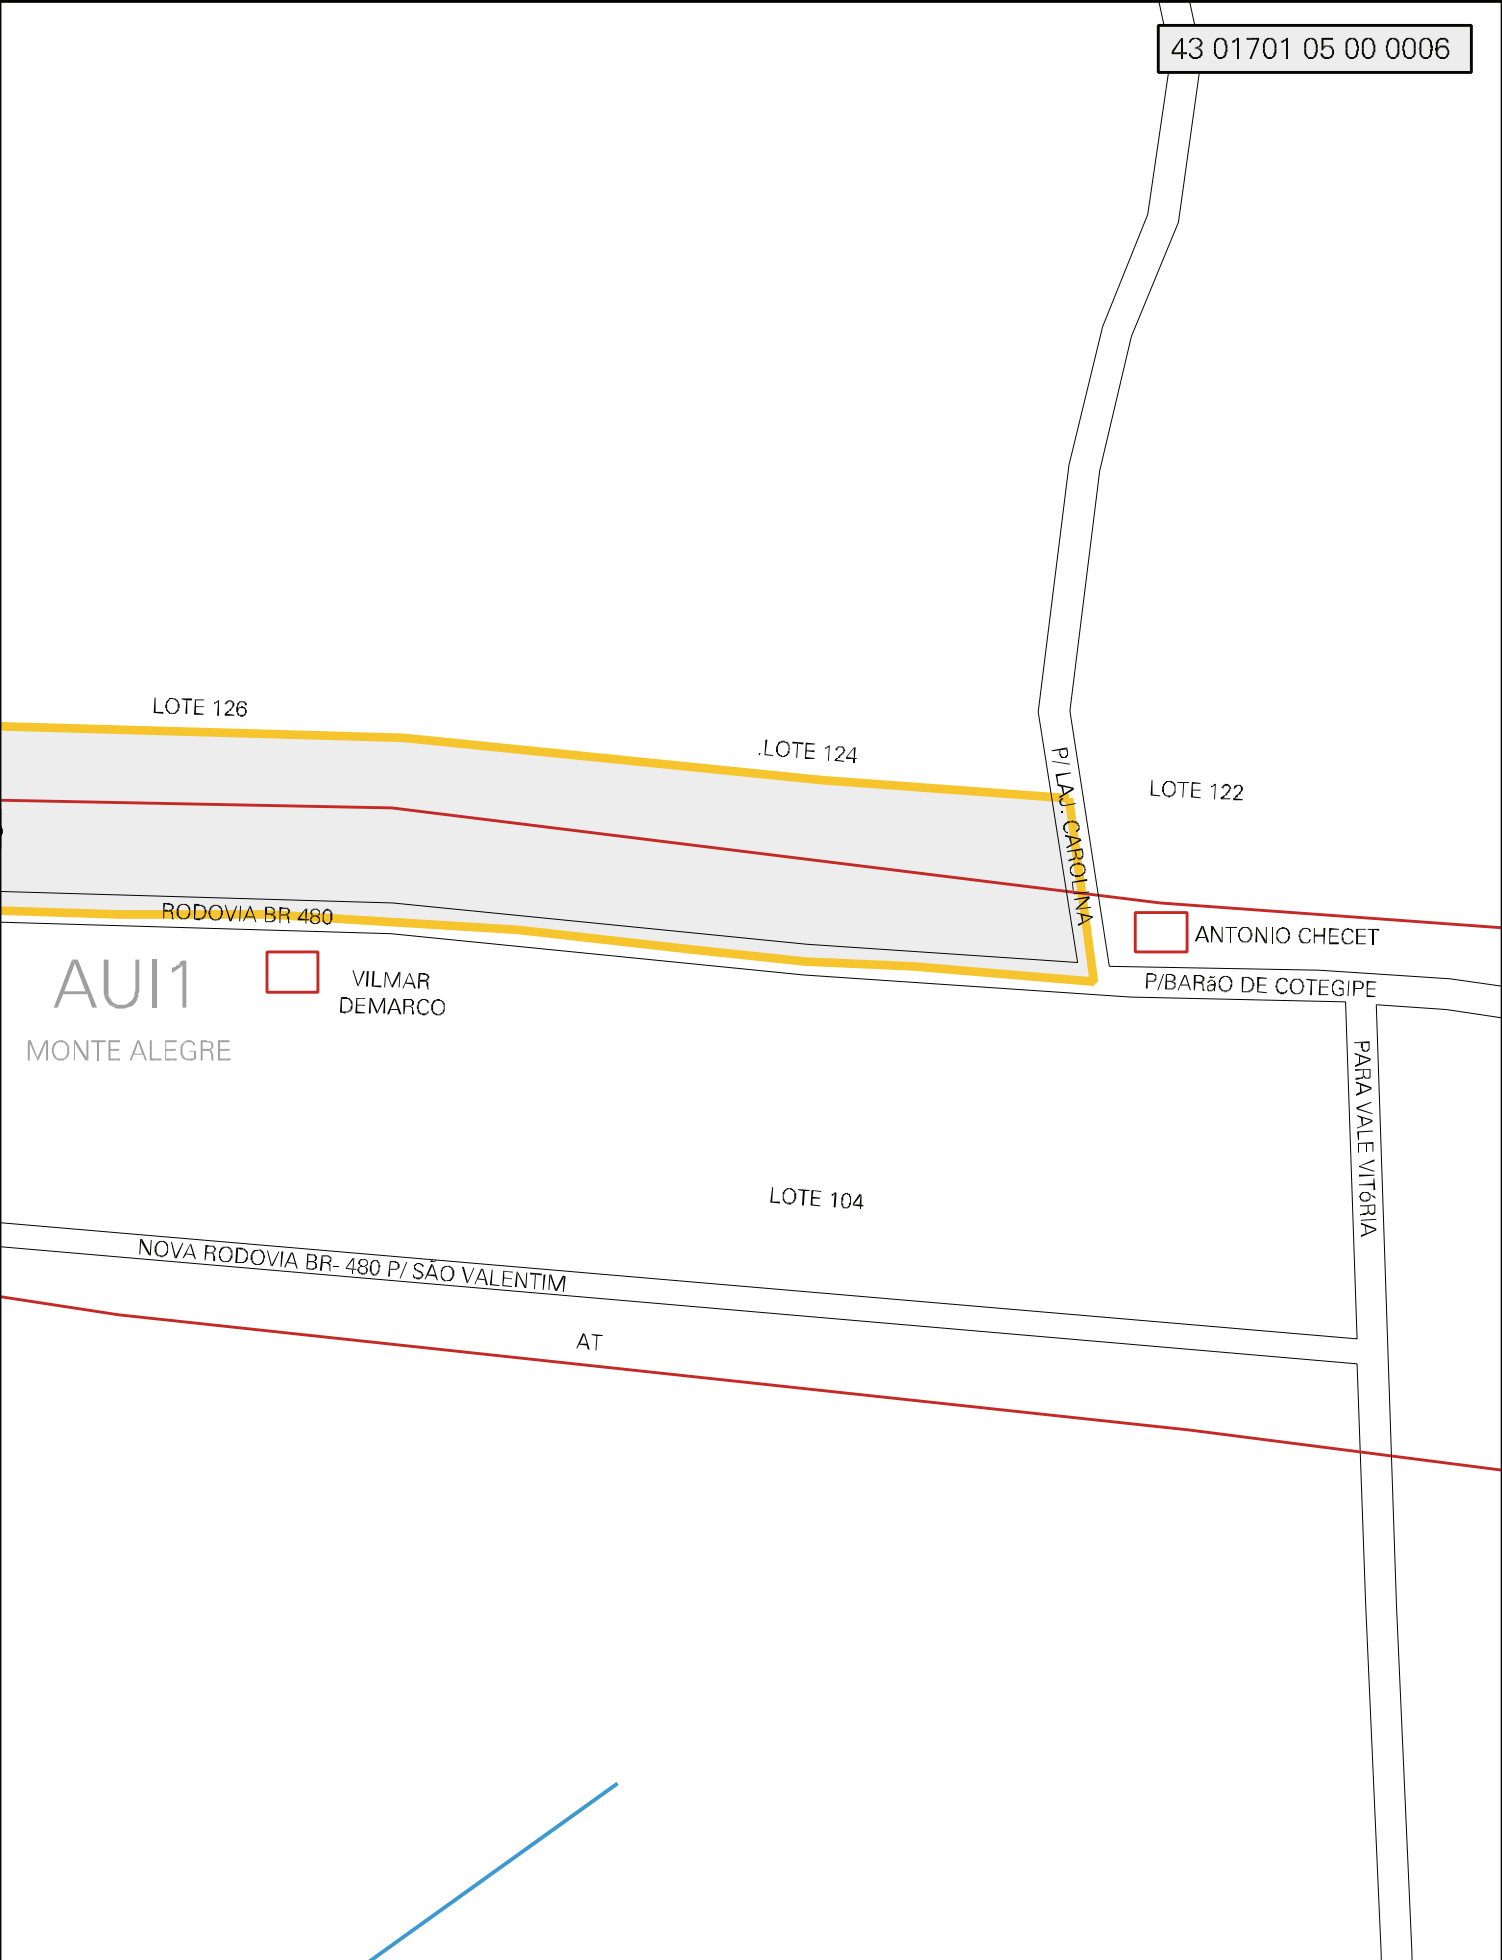 43 01701 05 00 0006
LOTE 126
.LOTE 124
P/ LAJ. CAROLINA
LOTE 122
RODOVIA BR 480
ANTONIO CHECET
AUI1
VILMAR
DEMARCO
P/BARãO DE COTEGIPE
MONTE ALEGRE
PARA VALE VITóRIA
LOTE 104
NOVA RODOVIA BR- 480 P/ SÃO VALENTIM
AT